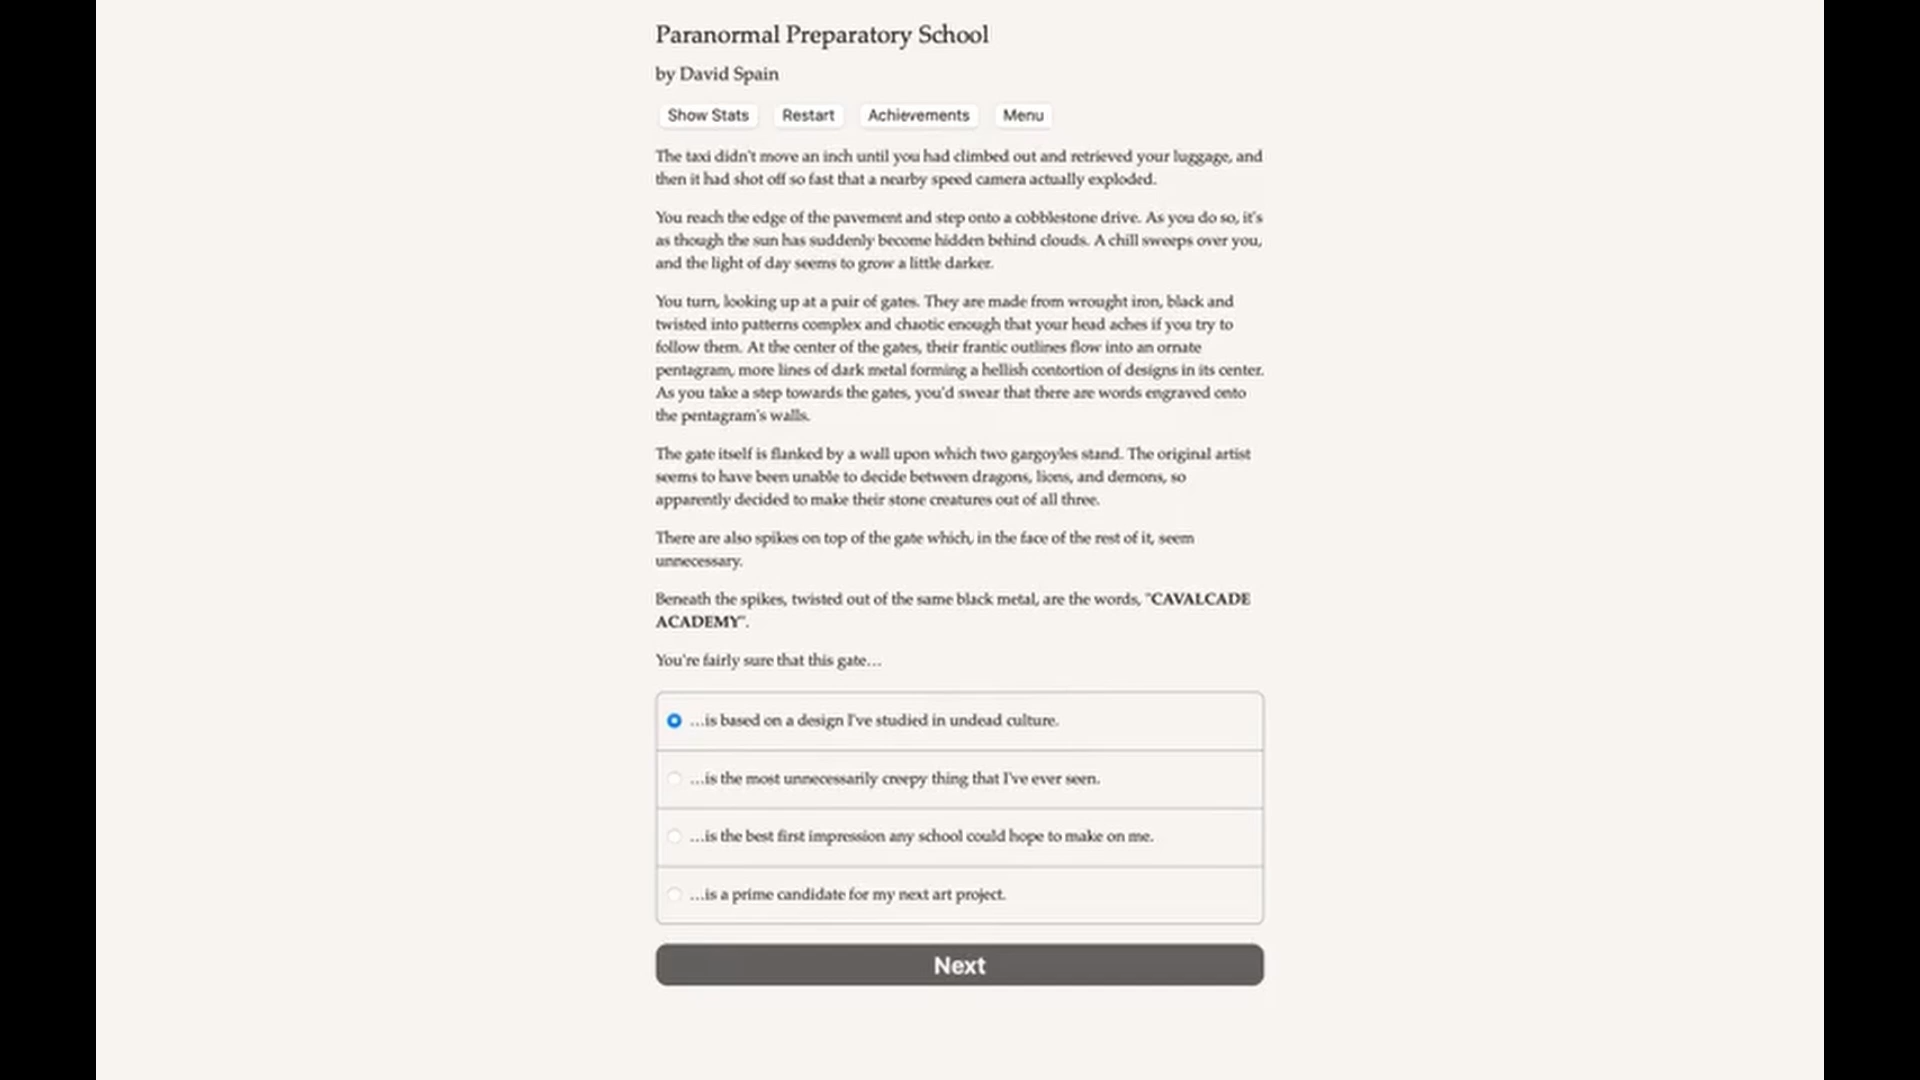 Paranormal Preparatory School
by David Spain
Show Stats Restart Achievements Menu
The taxi didn't move an inch until you had climbed out and retrieved your luggage, and
then it had shot off so fast that a nearby speed camera actually exploded.
You reach the edge of the pavement and step onto a cobblestone drive. As you do so, it's
as though the sun has suddenly become hidden behind clouds. A chill sweeps over you,
and the light of day seems to grow a little darker.
You turn, looking up at a pair of gates. They are made from wrought iron, black and
twisted into patterns complex and chaotic enough that your head aches if you try to
follow them. At the center of the gates, their frantic outlines flow into an ornate
pentagram, more lines of dark metal forming a hellish contortion of designs in its center.
As you take a step towards the gates, you'd swear that there are words engraved onto
the pentagram's walls.
The gate itself is flanked by a wall upon which two gargoyles stand. The original artist
seems to have been unable to decide between dragons, lions, and demons, so
apparently decided to make their stone creatures out of all three.
There are also spikes on top of the gate which, in the face of the rest of it, seem
unnecessary.
Beneath the spikes, twisted out of the same black metal, are the words, "CAVALCADE
ACADEMY".
You're fairly sure that this gate…
…is based on a design I've studied in undead culture.
…is the most unnecessarily creepy thing that I've ever seen.
…is the best first impression any school could hope to make on me.
…is a prime candidate for my next art project.
Next